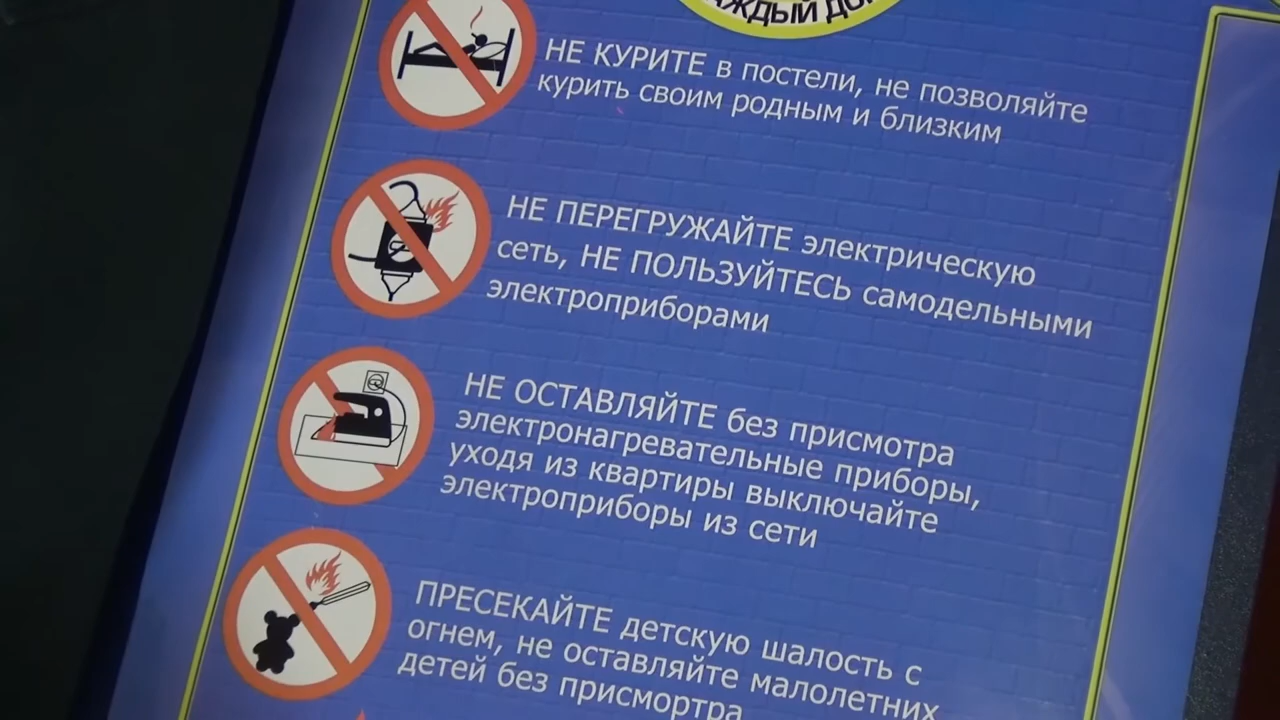 НЕ КУРИТЕ в постели, не позволяйте
курить своим родным и близким
НЕ ПЕРЕГРУЖАЙТЕ электрическую
сеть, НЕ ПОЛЬЗУЙТЕСЬ самодельными
электроприборами
НЕ ОСТАВЛЯЙТЕ без присмотра
электронагревательные приборы,
уходя из квартиры выключайте
электроприборы из сети
ПРЕСЕКАЙТЕ детскую шалость с
огнем, не оставляйте малолетних
детей без присмортра